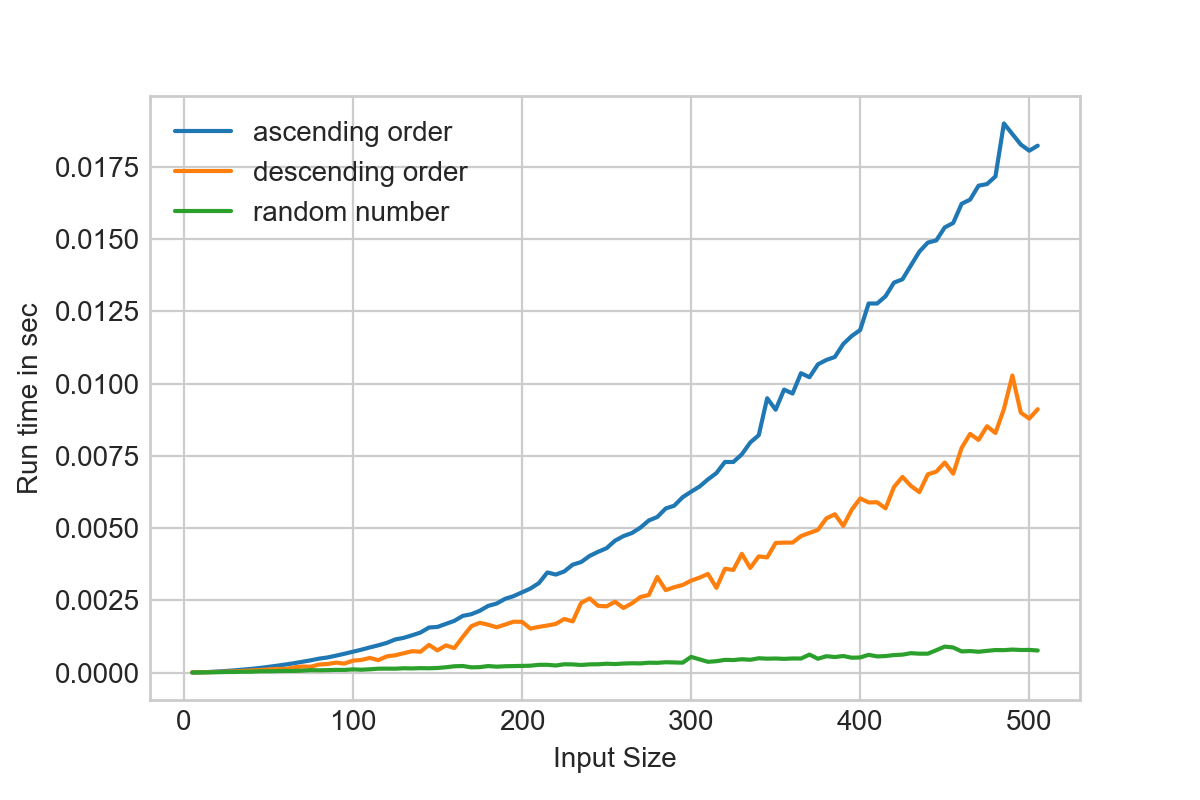 ascending order
descending order
random number
0.0175
0.0150
0.0125
0.0100
0.0075
0.0050
0.0025
0.0000
Run time in sec
0 100 200 300 400 500
Input Size